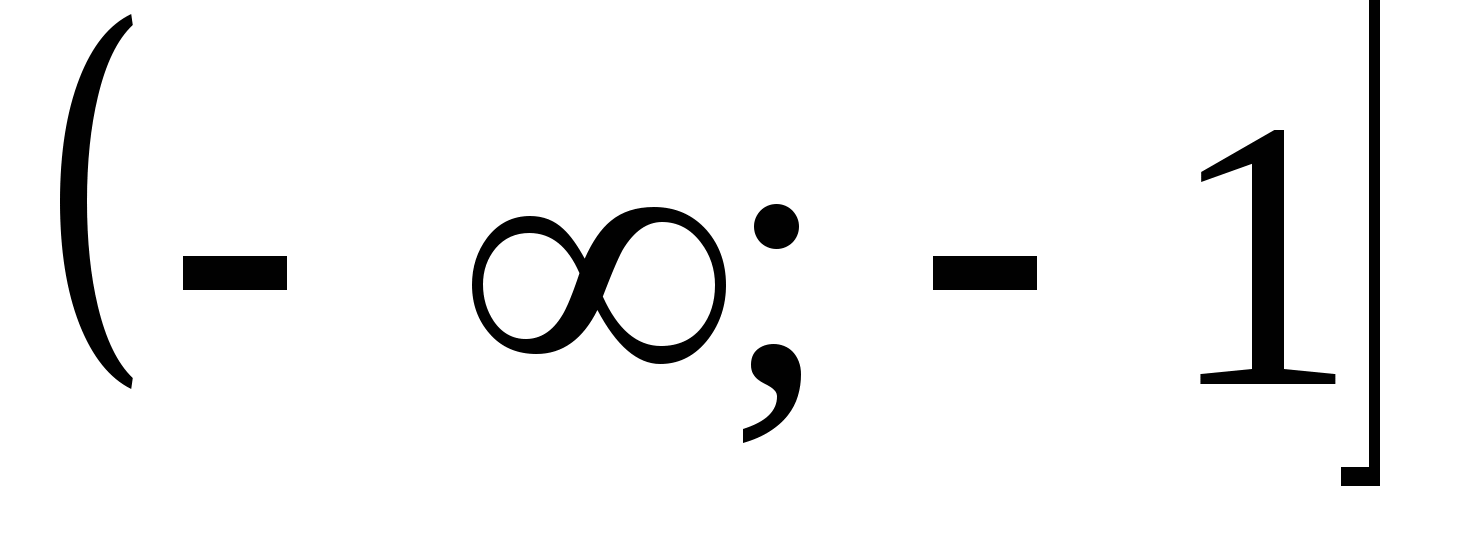 (- ∞; - 1]